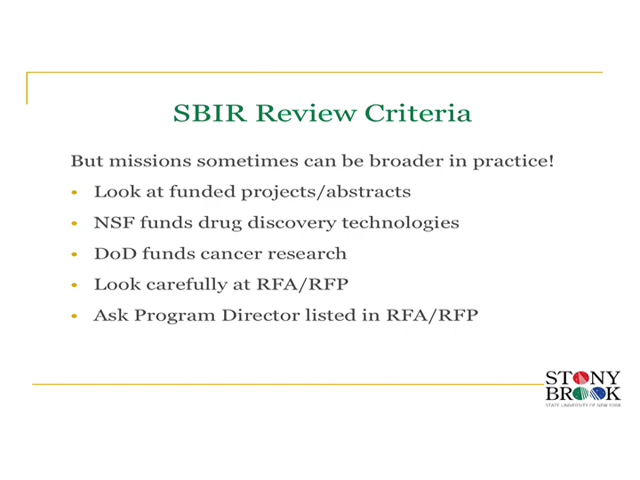 SBIR Review Criteria
But missions sometimes can be broader in practice!
• Look at funded projects/abstracts
• NSF funds drug discovery technologies
• DoD funds cancer research
• Look carefully at RFA/RFP
• Ask Program Director listed in RFA/RFP
STONY
BROOK
STATE UNIVERSITY OF NEW YORK